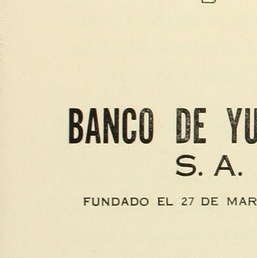 BANCO DE YU
S. A.
FUNDADO EL 27 DE MAR